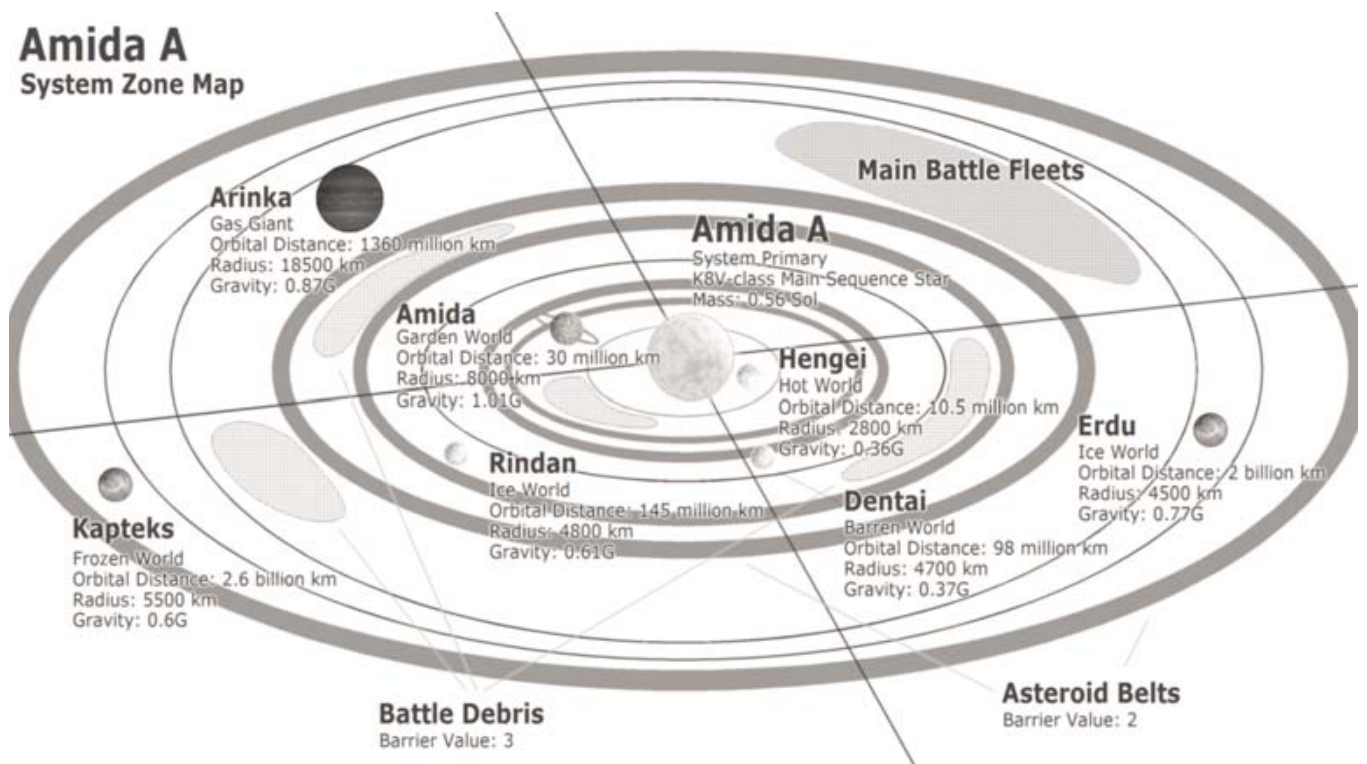 Amida A
System Zone Map
Main Battle Fleets
Arinka
Gas Giant
Orbital Distance: 1360 million km
Radius: 18500 km
Gravity: 0.87G
Amida A
System Primary
K8V-class Main Sequence Star
Mass: 0.56 Sol
Amida
Garden World
Orbital Distance: 30 million km
Radius: 8000 km
Gravity: 1.01G
Hengei
Hot World
Orbital Distance: 10.5 million km
Radius: 2800 km
Gravity: 0.36G
Erdu
Ice World
Orbital Distance: 2 billion km
Radius: 4500 km
Gravity: 0.77G
Rindan
Ice World
Orbital Distance: 145 million km
Radius: 4800 km
Gravity: 0.61G
Dentai
Barren World
Orbital Distance: 98 million km
Radius: 4700 km
Gravity: 0.37G
Kapteks
Frozen World
Orbital Distance: 2.6 billion km
Radius: 5500 km
Gravity: 0.6G
Battle Debris
Barrier Value: 3
Asteroid Belts
Barrier Value: 2